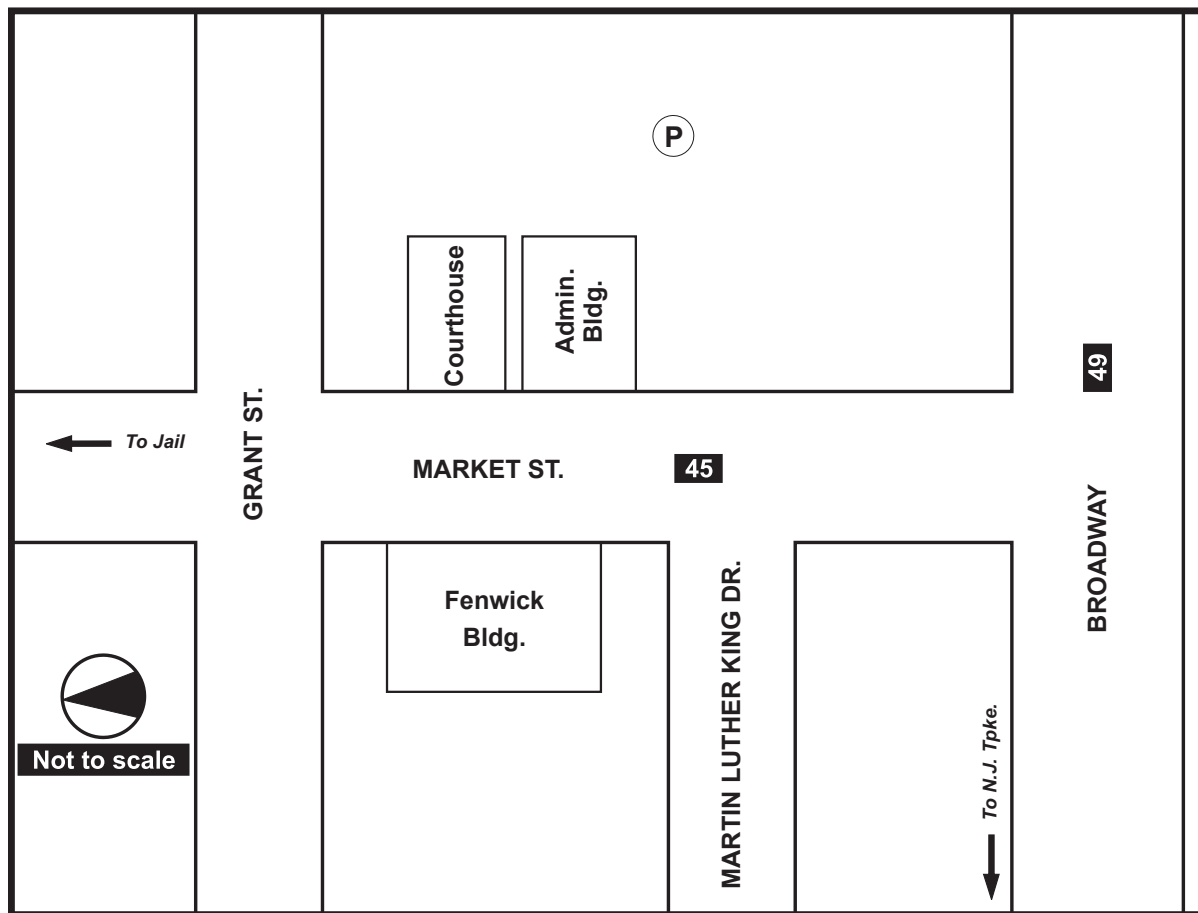 P
Courthouse
Admin.
Bldg.
49
To Jail
GRANT ST.
MARKET ST.
45
BROADWAY
Fenwick
Bldg.
MARTIN LUTHER KING DR.
Not to scale
To N.J. Tpke.